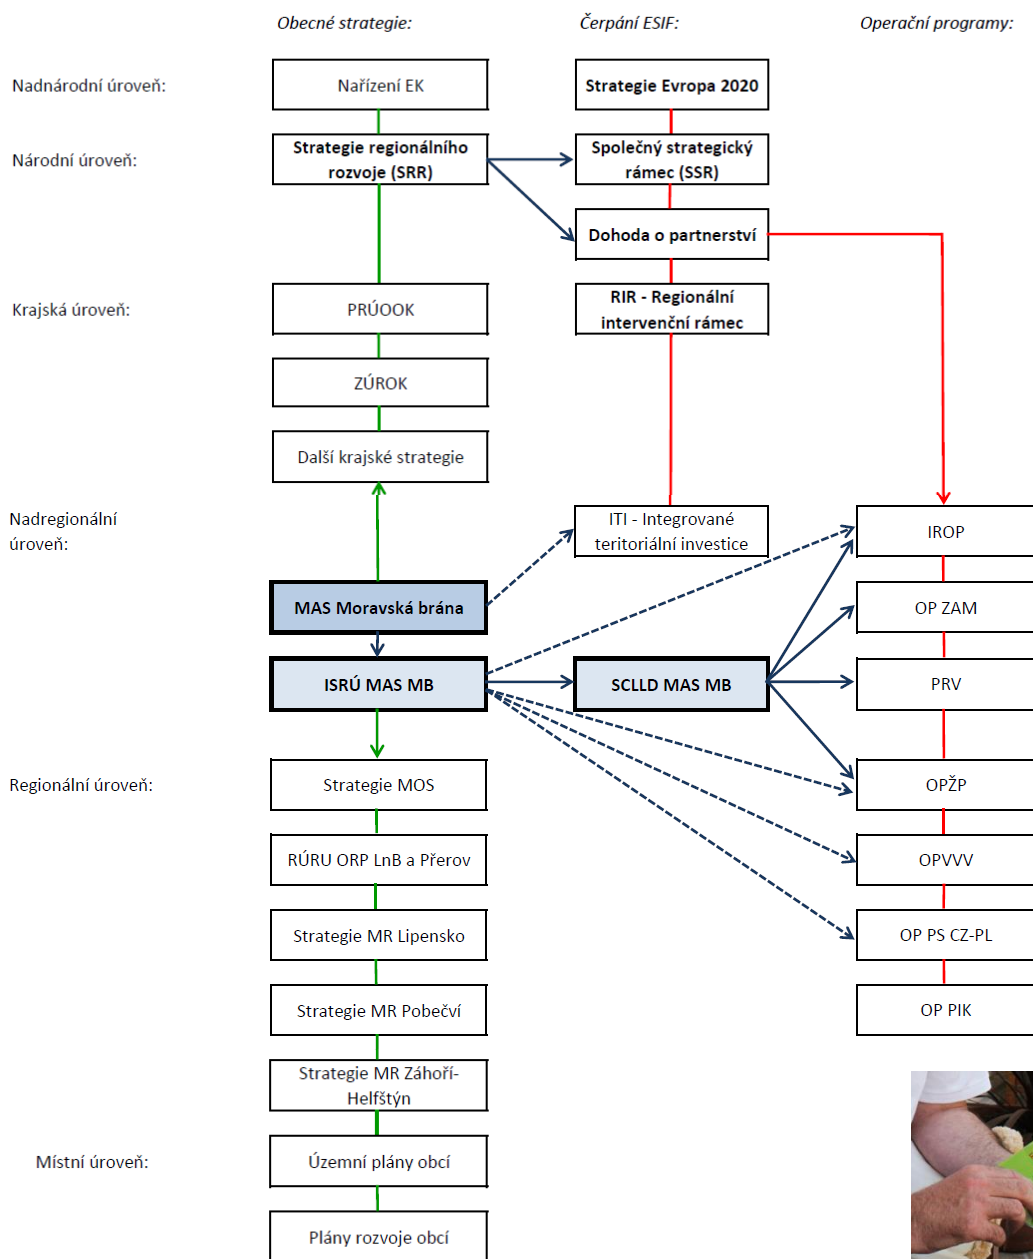 Obecné strategie:
Čerpání ESIF:
Operační programy:
Nadnárodní úroveň:
Nařízení EK
Strategie Evropa 2020
Národní úroveň:
Strategie regionálního
rozvoje (SRR)
Společný strategický
rámec (SSR)
Dohoda o partnerství
Krajská úroveň:
PRÚOOK
RIR - Regionální
intervenční rámec
ZÚROK
Další krajské strategie
Nadregionální
úroveň:
ITI - Integrované
teritoriální investice
IROP
MAS Moravská brána
OP ZAM
ISRÚ MAS MB
SCLLD MAS MB
PRV
Regionální úroveň:
Strategie MOS
OPŽP
RÚRU ORP LnB a Přerov
OPVVV
Strategie MR Lipensko
OP PS CZ-PL
Strategie MR Pobečví
OP PIK
Strategie MR Záhoří-
Helfštýn
Místní úroveň:
Územní plány obcí
Plány rozvoje obcí